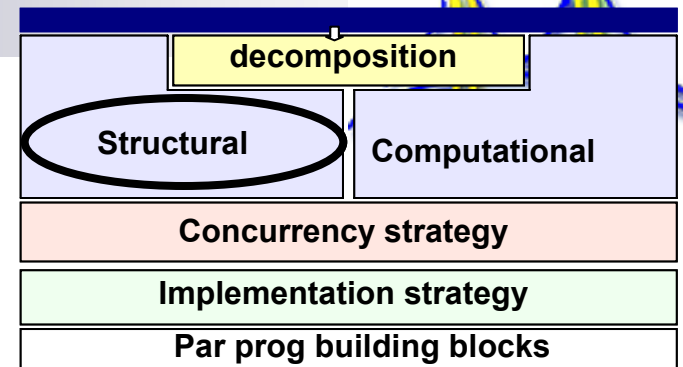 decomposition
Structural
Computational
Concurrency strategy
Implementation strategy
Par prog building blocks